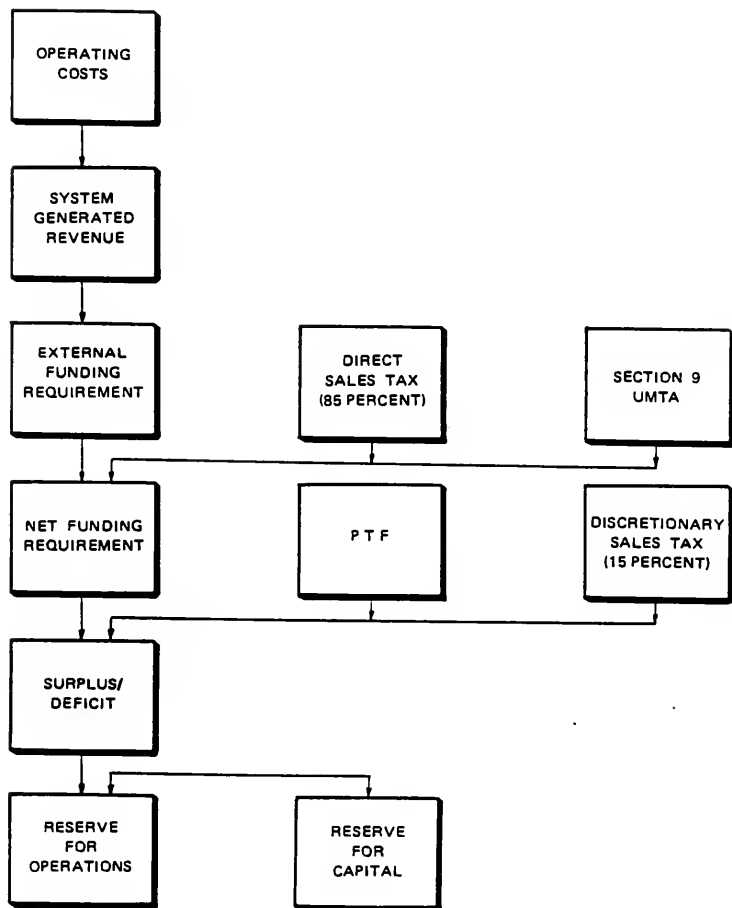 OPERATING
COSTS
SYSTEM
GENERATED
REVENUE
EXTERNAL
FUNDING
REQUIREMENT
DIRECT
SALES TAX
(85 PERCENT)
SECTION 9
UMTA
NET FUNDING
REQUIREMENT
PTF
DISCRETIONARY
SALES TAX
(15 PERCENT)
SURPLUS/
DEFICIT
RESERVE
FOR
OPERATIONS
RESERVE
FOR
CAPITAL